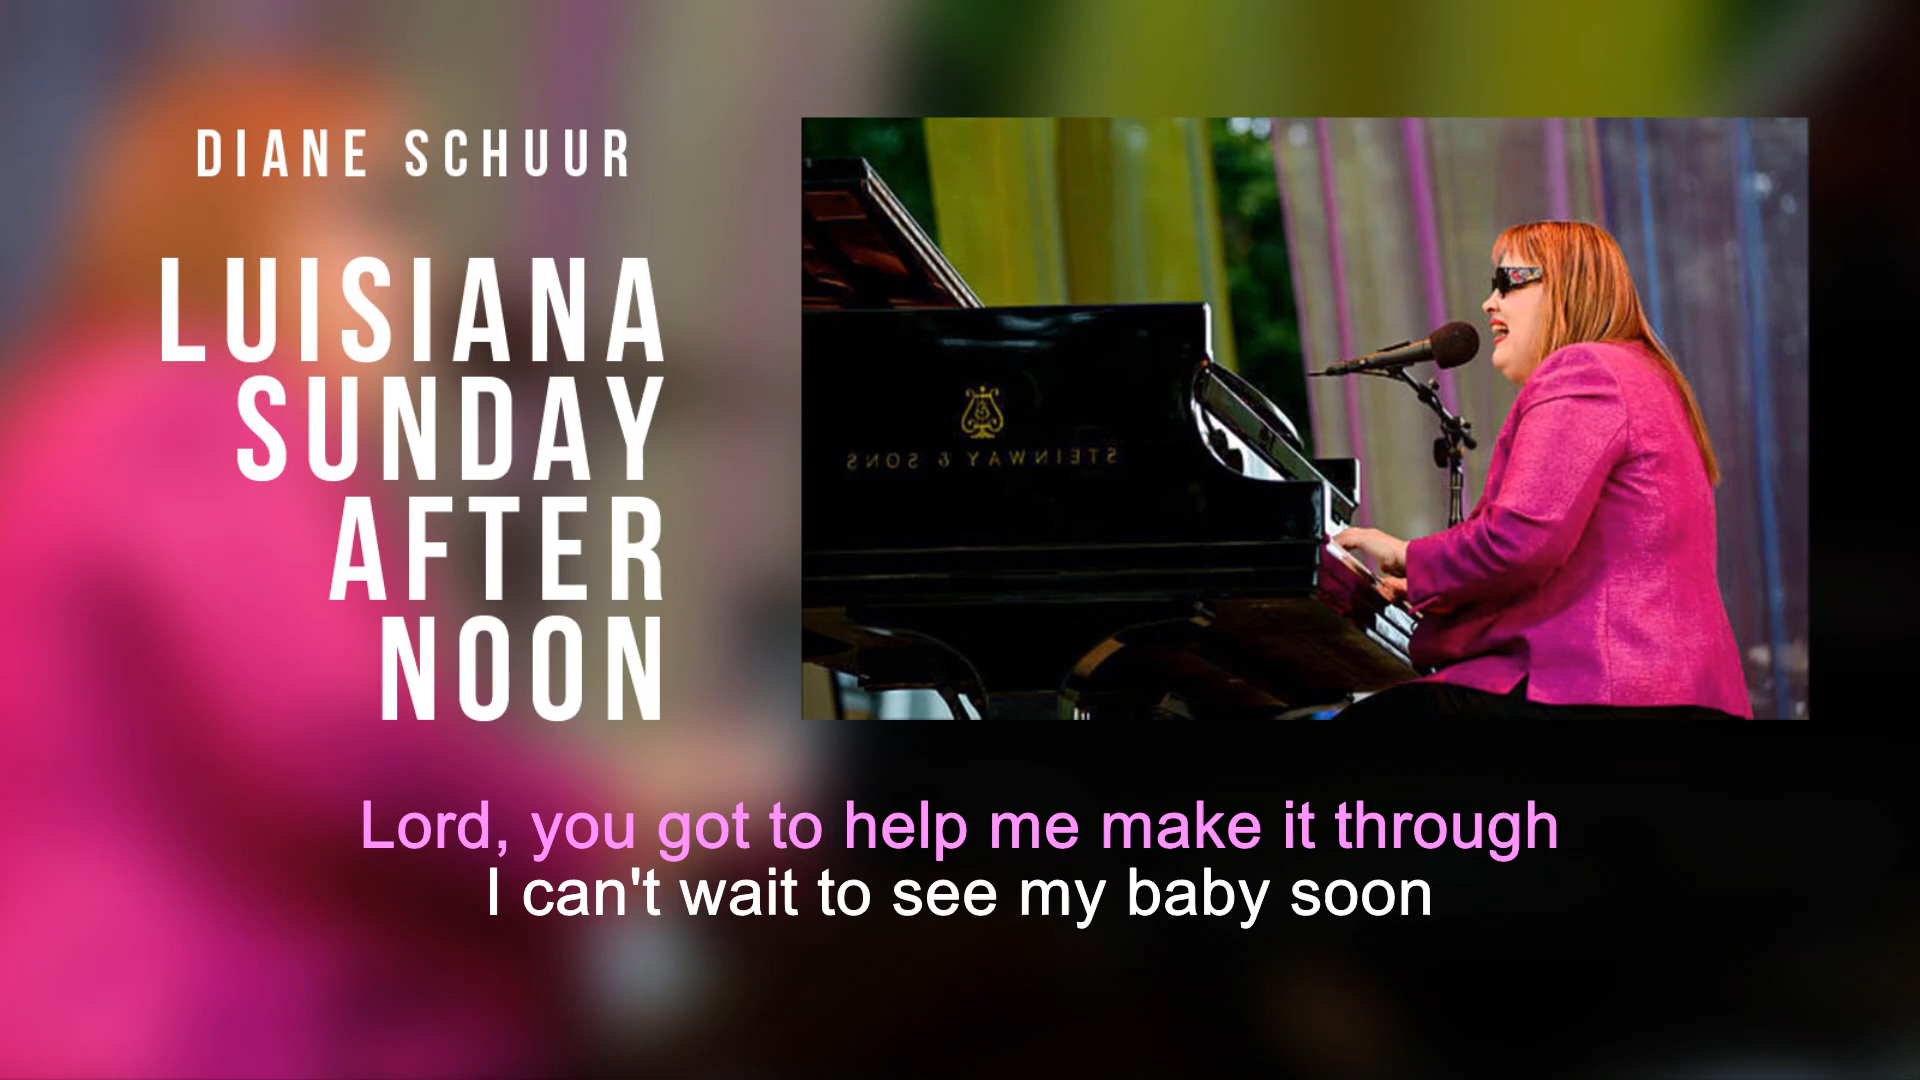 DIANE SCHUUR
LUISIANA
SUNDAY
AFTER
NOON
STEINWAY & SONS
Lord, you got to help me make it through
I can't wait to see my baby soon